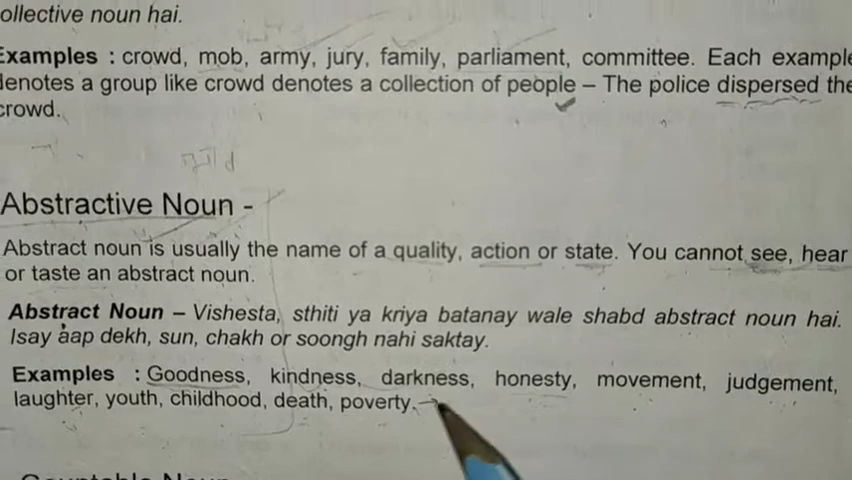 ollective noun hai.
Examples : crowd, mob, army, jury, family, parliament, committee. Each example
denotes a group like crowd denotes a collection of people – The police dispersed the
crowd.
Abstractive Noun -
Abstract noun is usually the name of a quality, action or state. You cannot see, hear
or taste an abstract noun.
Abstract Noun – Vishesta, sthiti ya kriya batanay wale shabd abstract noun hai.
Isay aap dekh, sun, chakh or soongh nahi saktay.
Examples : Goodness, kindness, darkness, honesty, movement, judgement,
laughter, youth, childhood, death, poverty.